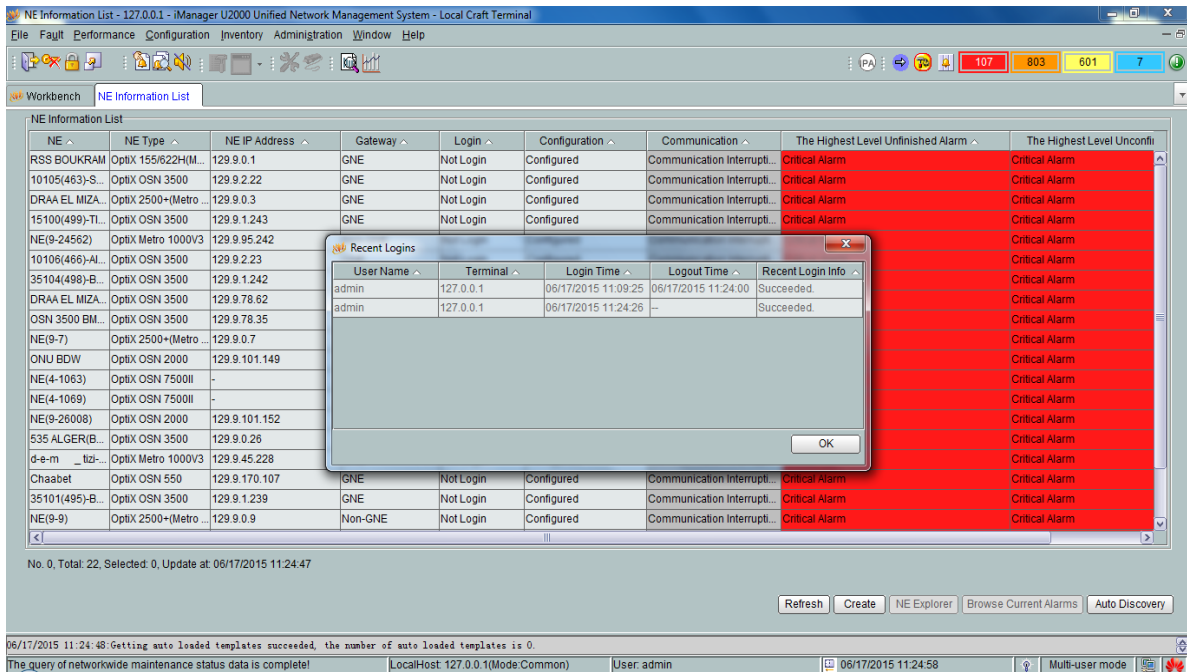 NE Information List - 127.0.0.1 - iManager U2000 Unified Network Management System - Local Craft Terminal
File Fault Performance Configuration Inventory Administration Window Help
PA 107 803 601 7
Workbench NE Information List
NE Information List
NE NE Type NE IP Address Gateway Login Configuration Communication The Highest Level Unfinished Alarm The Highest Level Unconfi
RSS BOUKRAM OptiX 155/622H(M... 129.9.0.1 GNE Not Login Configured Communication Interrupti... Critical Alarm Critical Alarm
10105(463)-S... OptiX OSN 3500 129.9.2.22 GNE Not Login Configured Communication Interrupti... Critical Alarm Critical Alarm
DRAA EL MIZA... OptiX 2500+(Metro ... 129.9.0.3 GNE Not Login Configured Communication Interrupti... Critical Alarm Critical Alarm
15100(499)-TI... OptiX OSN 3500 129.9.1.243 GNE Not Login Configured Communication Interrupti... Critical Alarm Critical Alarm
NE(9-24562) OptiX Metro 1000V3 129.9.95.242 Critical Alarm
10106(466)-AI... OptiX OSN 3500 129.9.2.23 Critical Alarm
35104(498)-B... OptiX OSN 3500 129.9.1.242 Critical Alarm
DRAA EL MIZA... OptiX OSN 3500 129.9.78.62 Critical Alarm
OSN 3500 BM... OptiX OSN 3500 129.9.78.35 Critical Alarm
NE(9-7) OptiX 2500+(Metro ... 129.9.0.7 Critical Alarm
ONU BDW OptiX OSN 2000 129.9.101.149 Critical Alarm
NE(4-1063) OptiX OSN 7500II - Critical Alarm
NE(4-1069) OptiX OSN 7500II - Critical Alarm
NE(9-26008) OptiX OSN 2000 129.9.101.152 Critical Alarm
535 ALGER(B... OptiX OSN 3500 129.9.0.26 Critical Alarm
d-e-m _ tizi-... OptiX Metro 1000V3 129.9.45.228 Critical Alarm
Chaabet OptiX OSN 550 129.9.170.107 GNE Not Login Configured Communication Interrupti... Critical Alarm Critical Alarm
35101(495)-B... OptiX OSN 3500 129.9.1.239 GNE Not Login Configured Communication Interrupti... Critical Alarm Critical Alarm
NE(9-9) OptiX 2500+(Metro ... 129.9.0.9 Non-GNE Not Login Configured Communication Interrupti... Critical Alarm Critical Alarm
Recent Logins
User Name Terminal Login Time Logout Time Recent Login Info
admin 127.0.0.1 06/17/2015 11:09:25 06/17/2015 11:24:00 Succeeded.
admin 127.0.0.1 06/17/2015 11:24:26 -- Succeeded.
OK
No. 0, Total: 22, Selected: 0, Update at: 06/17/2015 11:24:47
Refresh Create NE Explorer Browse Current Alarms Auto Discovery
06/17/2015 11:24:48:Getting auto loaded templates succeeded, the number of auto loaded templates is 0.
The query of networkwide maintenance status data is complete! LocalHost: 127.0.0.1(Mode:Common) User: admin 06/17/2015 11:24:58 Multi-user mode